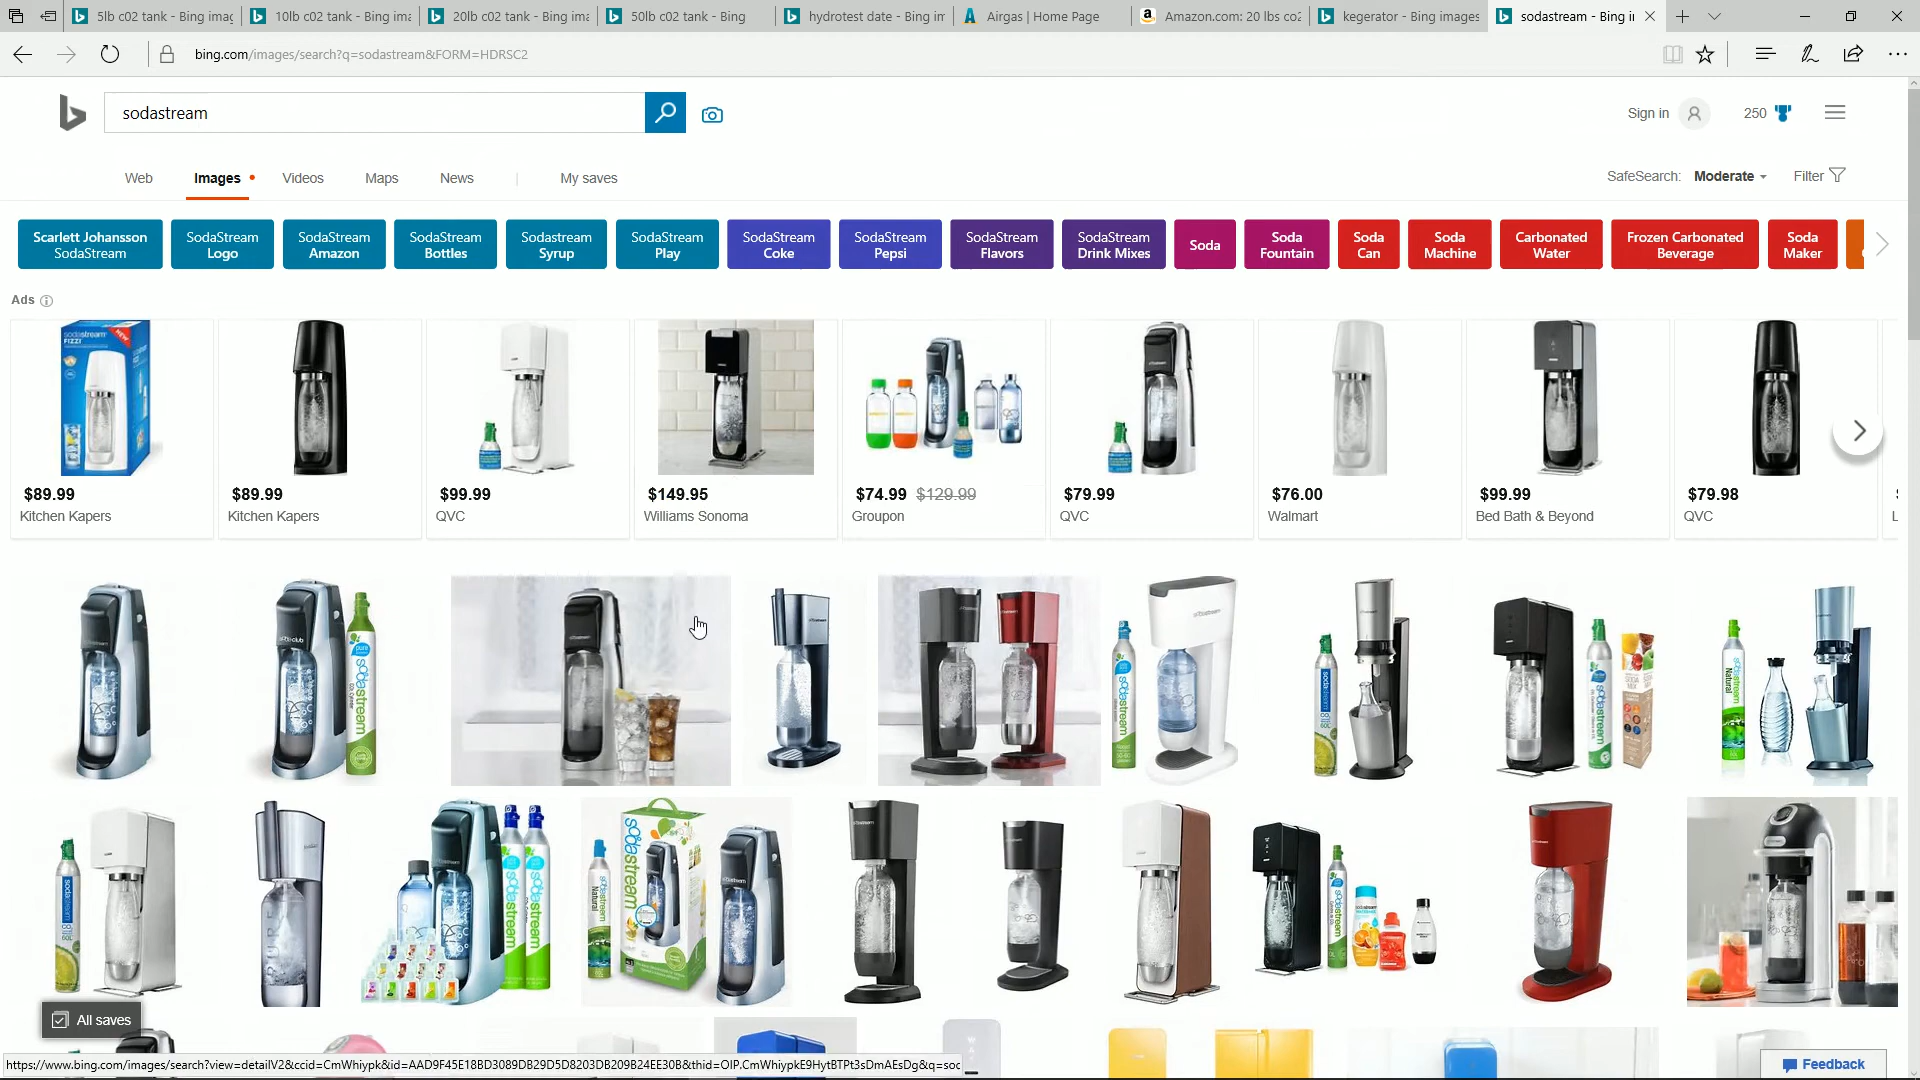 5lb c02 tank - Bing imag
10lb c02 tank - Bing ima
20lb c02 tank - Bing ima
50lb c02 tank - Bing
hydrotest date - Bing im
Airgas | Home Page
Amazon.com: 20 lbs co2
kegerator - Bing images
sodastream - Bing i
bing.com/images/search?q=sodastream&FORM=HDRSC2
sodastream
Sign in
250
Web
Images
Videos
Maps
News
My saves
SafeSearch: Moderate
Filter
Scarlett Johansson
SodaStream
SodaStream
Logo
SodaStream
Amazon
SodaStream
Bottles
Sodastream
Syrup
SodaStream
Play
SodaStream
Coke
SodaStream
Pepsi
SodaStream
Flavors
SodaStream
Drink Mixes
Soda
Soda
Fountain
Soda
Can
Soda
Machine
Carbonated
Water
Frozen Carbonated
Beverage
Soda
Maker
Ads
$89.99
Kitchen Kapers
$89.99
Kitchen Kapers
$99.99
QVC
$149.95
Williams Sonoma
$74.99 $129.99
Groupon
$79.99
QVC
$76.00
Walmart
$99.99
Bed Bath & Beyond
$79.98
QVC
All saves
https://www.bing.com/images/search?view=detailV2&ccid=CmWhiypk&id=AAD9F45E18BD3089DB29D5D8203DB209B24EE30B&thid=OIP.CmWhiypkE9HytBTPt3sDmAEsDg&q=soc
Feedback